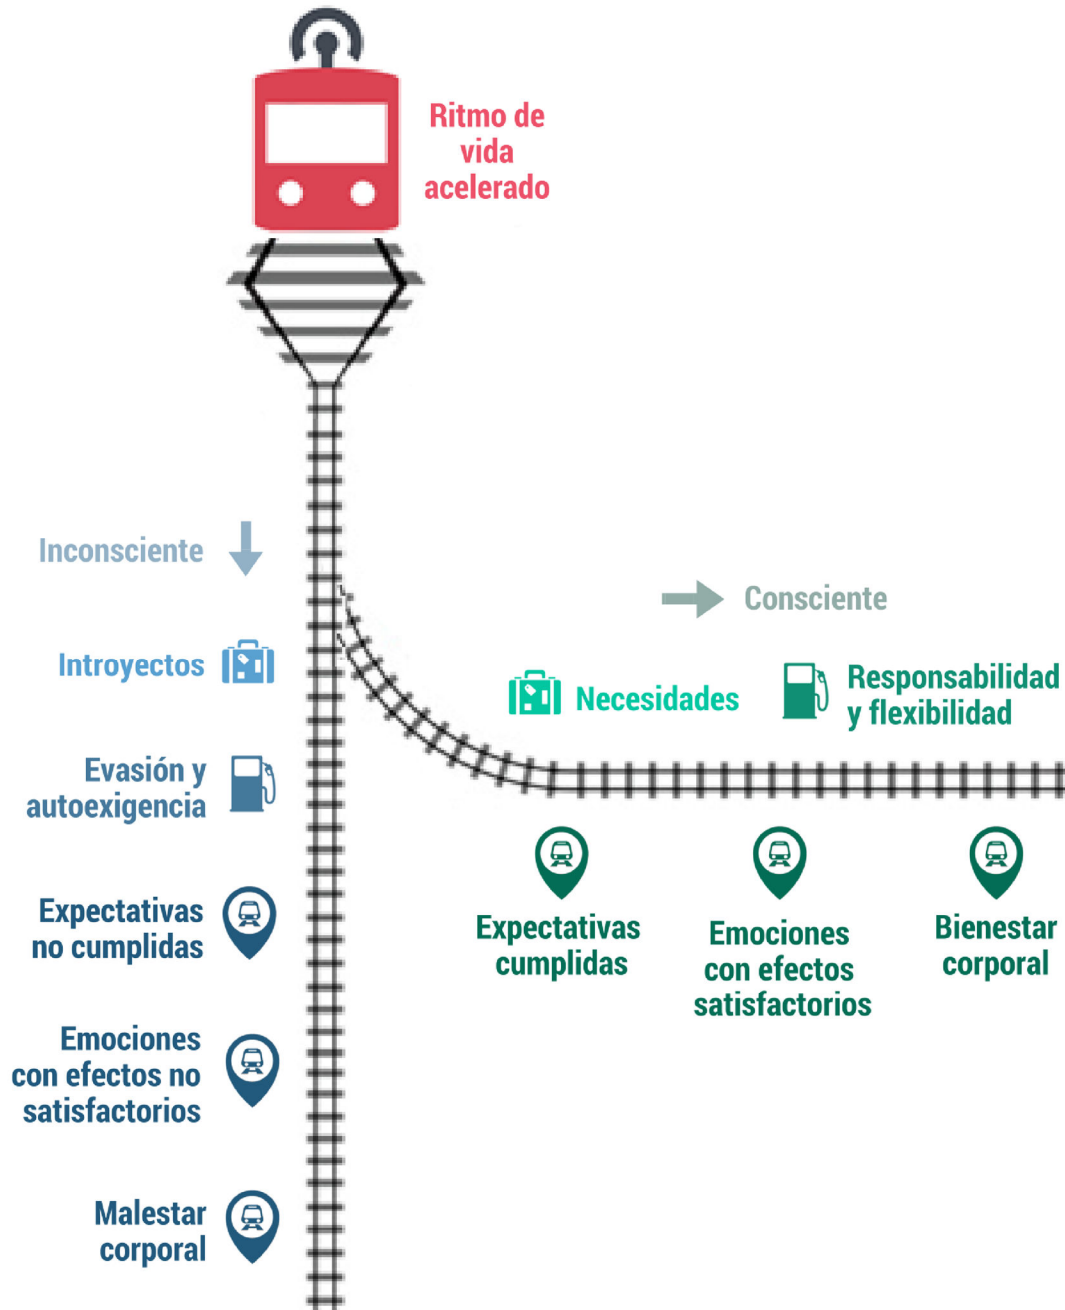 Ritmo de
vida
acelerado
Inconsciente
Consciente
Introyectos
Necesidades
Responsabilidad
y flexibilidad
Evasión y
autoexigencia
Expectativas
no cumplidas
Expectativas
cumplidas
Emociones
con efectos
satisfactorios
Bienestar
corporal
Emociones
con efectos no
satisfactorios
Malestar
corporal